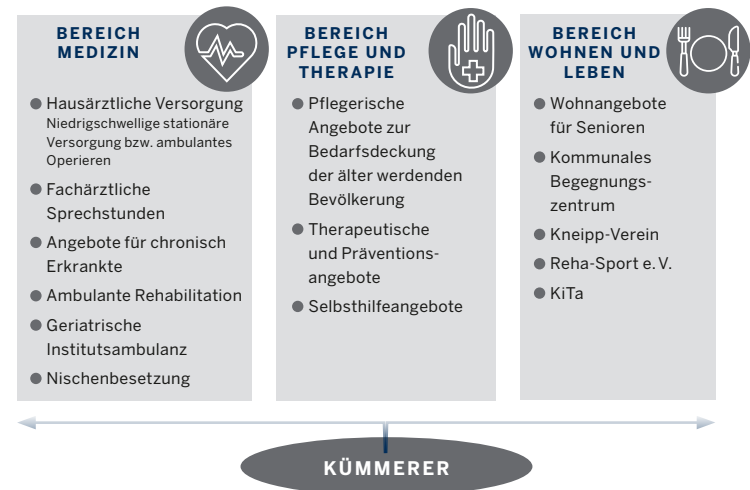 BEREICH
MEDIZIN
Hausärztliche Versorgung
Niedrigschwellige stationäre
Versorgung bzw. ambulantes
Operieren
Fachärztliche
Sprechstunden
Angebote für chronisch
Erkrankte
Ambulante Rehabilitation
Geriatrische
Institutsambulanz
Nischenbesetzung
BEREICH
PFLEGE UND
THERAPIE
Pflegerische
Angebote zur
Bedarfsdeckung
der älter werdenden
Bevölkerung
Therapeutische
und Präventions-
angebote
Selbsthilfeangebote
BEREICH
WOHNEN UND
LEBEN
Wohnangebote
für Senioren
Kommunales
Begegnungs-
zentrum
Kneipp-Verein
Reha-Sport e. V.
KiTa
KÜMMERER